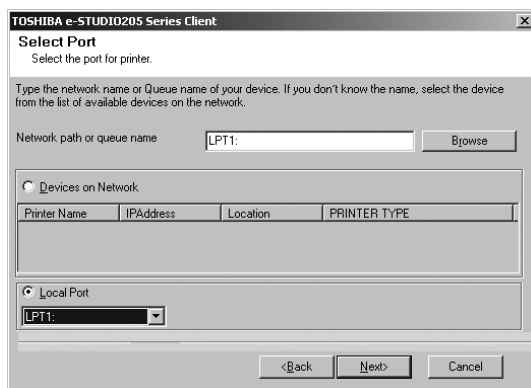 TOSHIBA e-STUDIO205 Series Client
Select Port
Select the port for printer.
Type the network name or Queue name of your device. If you don't know the name, select the device
from the list of available devices on the network.
Network path or queue name LPT1: Browse
Devices on Network
Printer Name IPAddress Location PRINTER TYPE
Local Port
LPT1:
<Back Next> Cancel